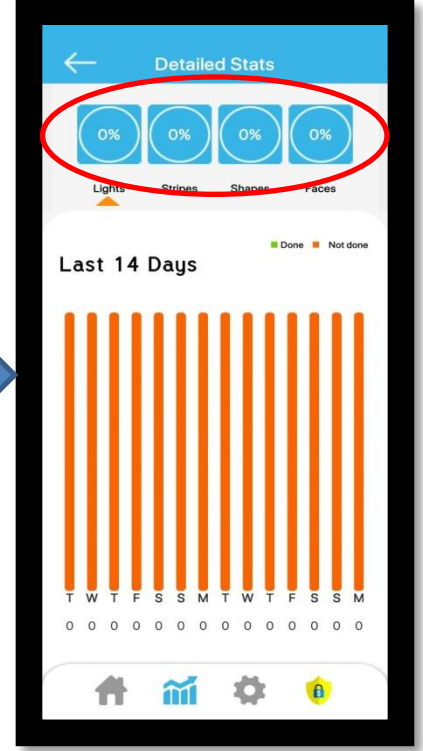 Detailed Stats
0% 0% 0% 0%
Lights Stripes Shapes Faces
Done Not done
Last 14 Days
T W T F S S M T W T F S S M
0 0 0 0 0 0 0 0 0 0 0 0 0 0